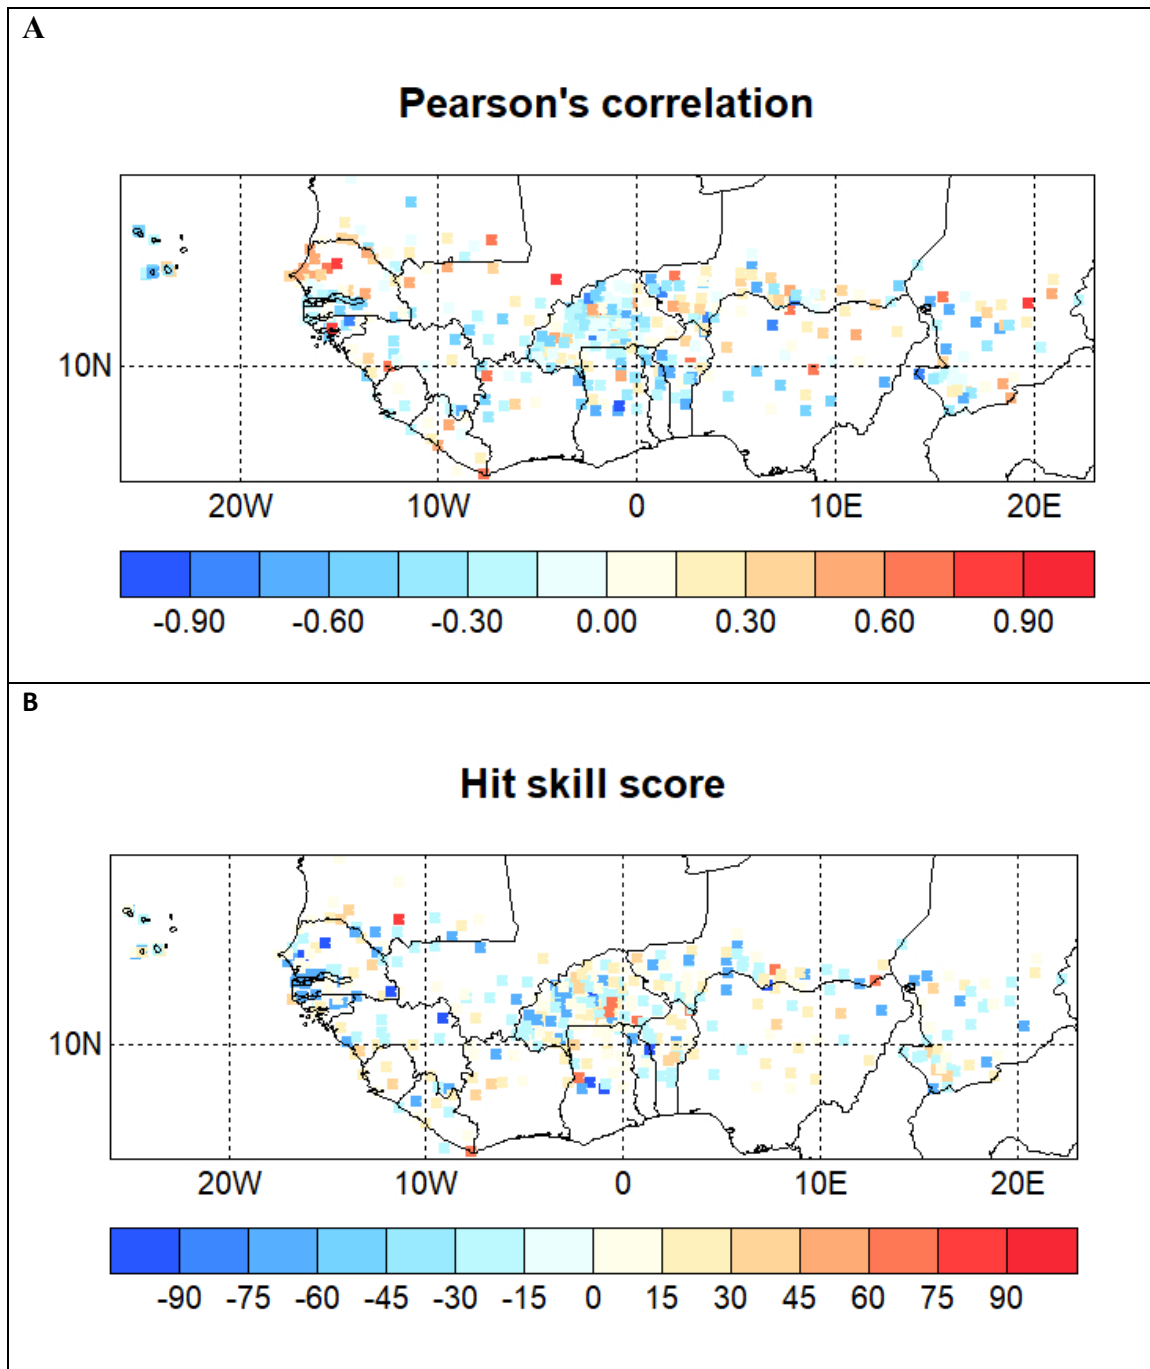 A
Pearson's correlation
10N
20W 10W 0 10E 20E
-0.90 -0.60 -0.30 0.00 0.30 0.60 0.90
B
Hit skill score
10N
20W 10W 0 10E 20E
-90 -75 -60 -45 -30 -15 0 15 30 45 60 75 90